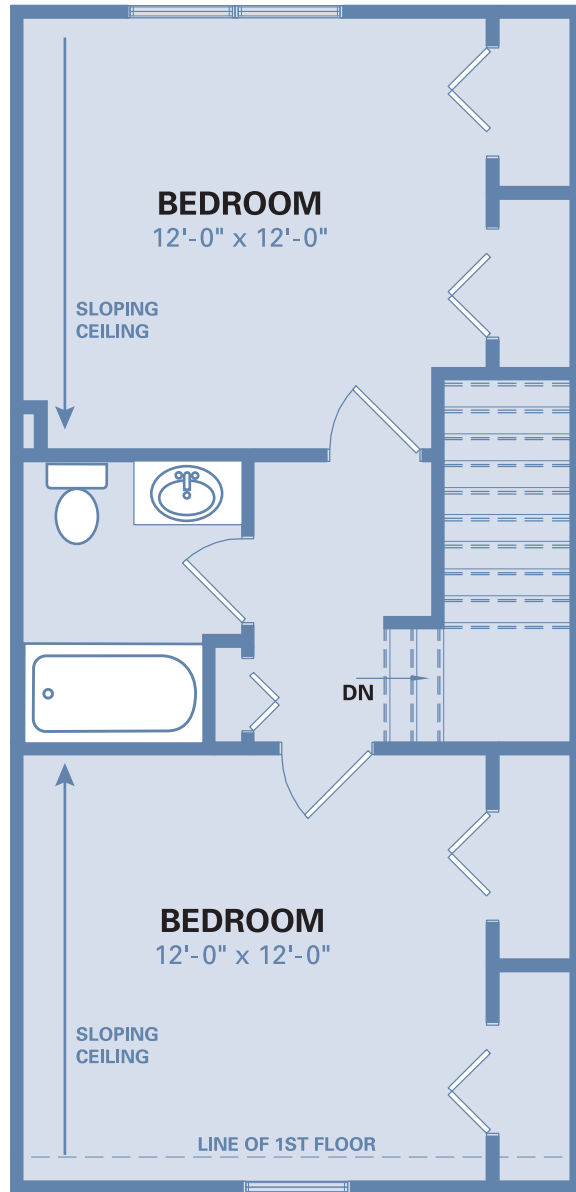 BEDROOM
12'-0" x 12'-0"
SLOPING
CEILING
DN
BEDROOM
12'-0" x 12'-0"
SLOPING
CEILING
LINE OF 1ST FLOOR